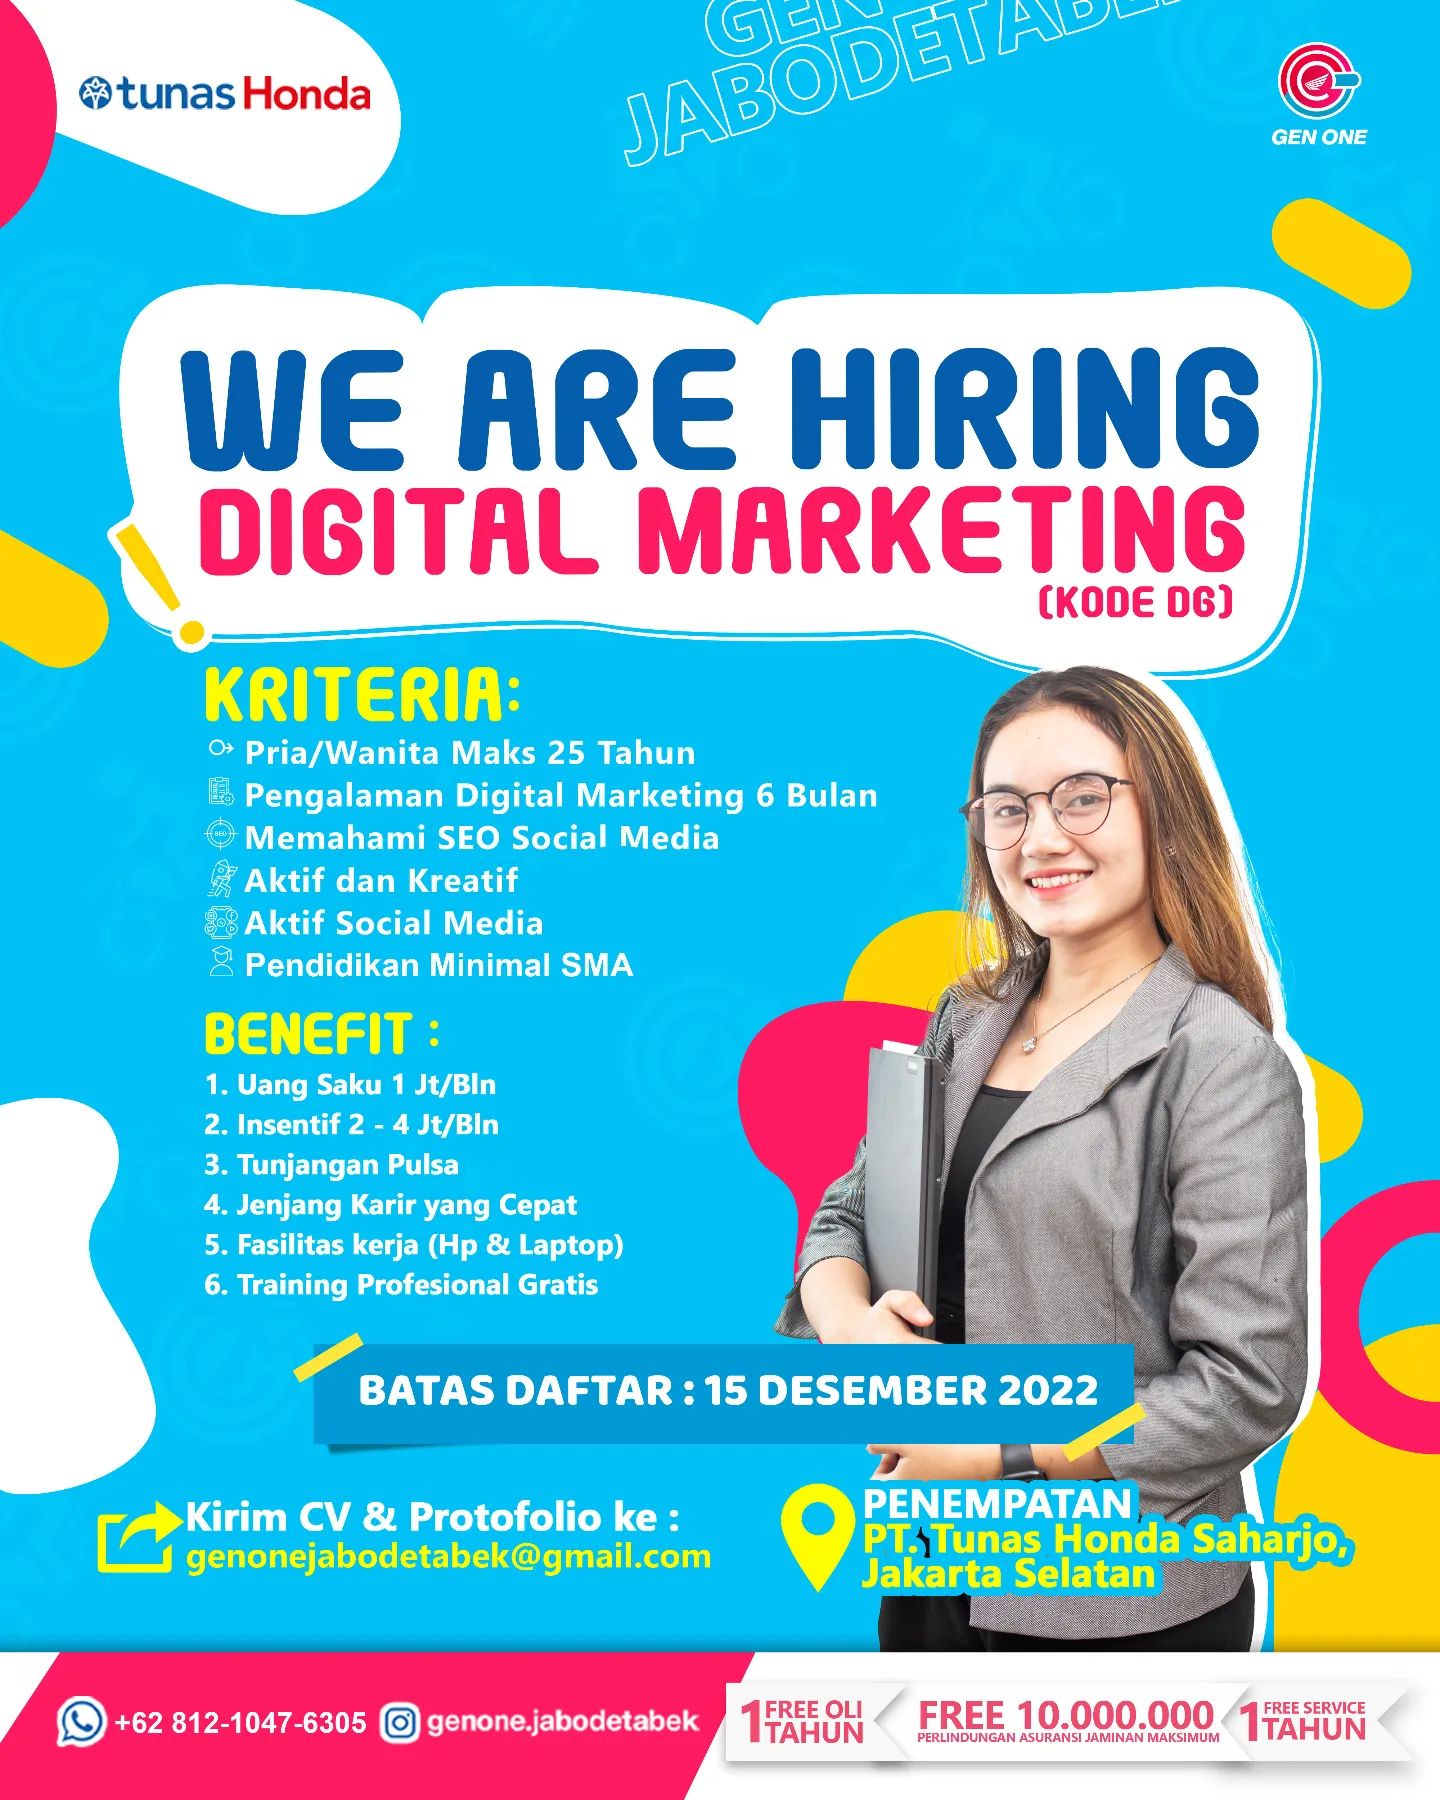 tunas Honda
GEN
JABODETABEK
GEN ONE
WE ARE HIRING
DIGITAL MARKETING
(KODE DG)
KRITERIA:
Pria/Wanita Maks 25 Tahun
Pengalaman Digital Marketing 6 Bulan
Memahami SEO Social Media
Aktif dan Kreatif
Aktif Social Media
Pendidikan Minimal SMA
BENEFIT :
1. Uang Saku 1 Jt/Bln
2. Insentif 2 - 4 Jt/Bln
3. Tunjangan Pulsa
4. Jenjang Karir yang Cepat
5. Fasilitas kerja (Hp & Laptop)
6. Training Profesional Gratis
BATAS DAFTAR : 15 DESEMBER 2022
Kirim CV & Protofolio ke :
genonejabodetabek@gmail.com
PENEMPATAN
PT. Tunas Honda Saharjo,
Jakarta Selatan
+62 812-1047-6305
genone.jabodetabek
1 FREE OLI
TAHUN
FREE 10.000.000
PERLINDUNGAN ASURANSI JAMINAN MAKSIMUM
1 FREE SERVICE
TAHUN